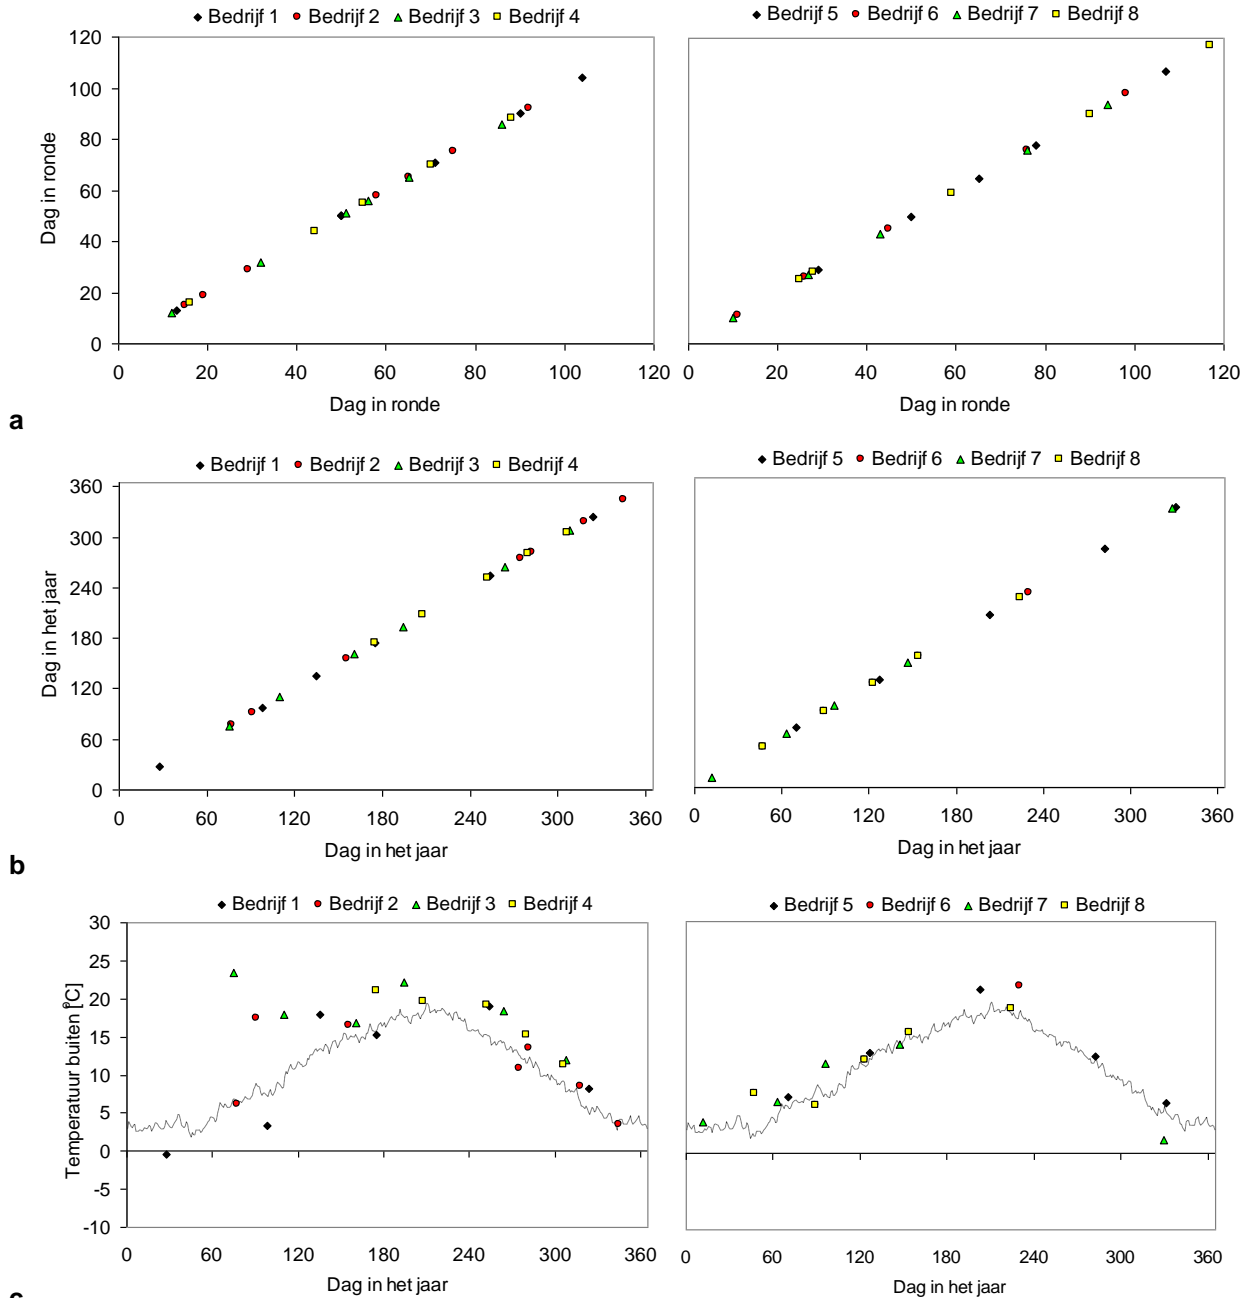 Bedrijf 1 Bedrijf 2 Bedrijf 3 Bedrijf 4
120
100
80
60
40
20
0
Dag in ronde
0 20 40 60 80 100 120
Dag in ronde
Bedrijf 5 Bedrijf 6 Bedrijf 7 Bedrijf 8
0 20 40 60 80 100 120
Dag in ronde
a
Bedrijf 1 Bedrijf 2 Bedrijf 3 Bedrijf 4
360
300
240
180
120
60
0
Dag in het jaar
0 60 120 180 240 300 360
Dag in het jaar
Bedrijf 5 Bedrijf 6 Bedrijf 7 Bedrijf 8
0 60 120 180 240 300 360
Dag in het jaar
b
Bedrijf 1 Bedrijf 2 Bedrijf 3 Bedrijf 4
30
25
20
15
10
5
0
-5
-10
Temperatuur buiten [°C]
0 60 120 180 240 300 360
Dag in het jaar
Bedrijf 5 Bedrijf 6 Bedrijf 7 Bedrijf 8
0 60 120 180 240 300 360
Dag in het jaar